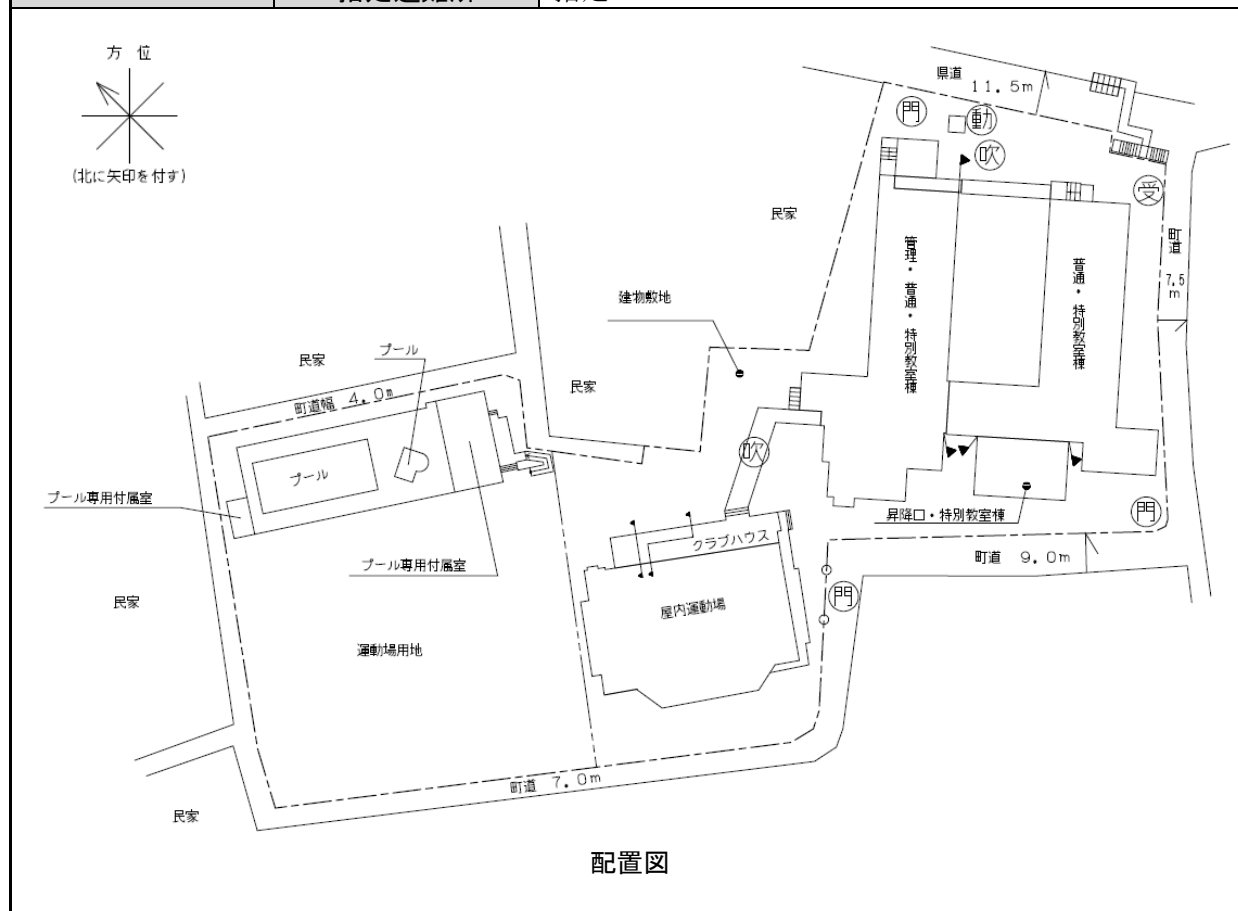 方 位
(北に矢印を付す)
県道 11.5m
門
動
吹
受
民家
町道 7.5m
管理・普通・特別教室棟
普通・特別教室棟
建物敷地
民家
プール
民家
町道幅 4.0m
プール
吹
プール専用付属室
昇降口・特別教室棟
門
クラブハウス
町道 9.0m
プール専用付属室
民家
門
屋内運動場
運動場用地
町道 7.0m
民家
配置図